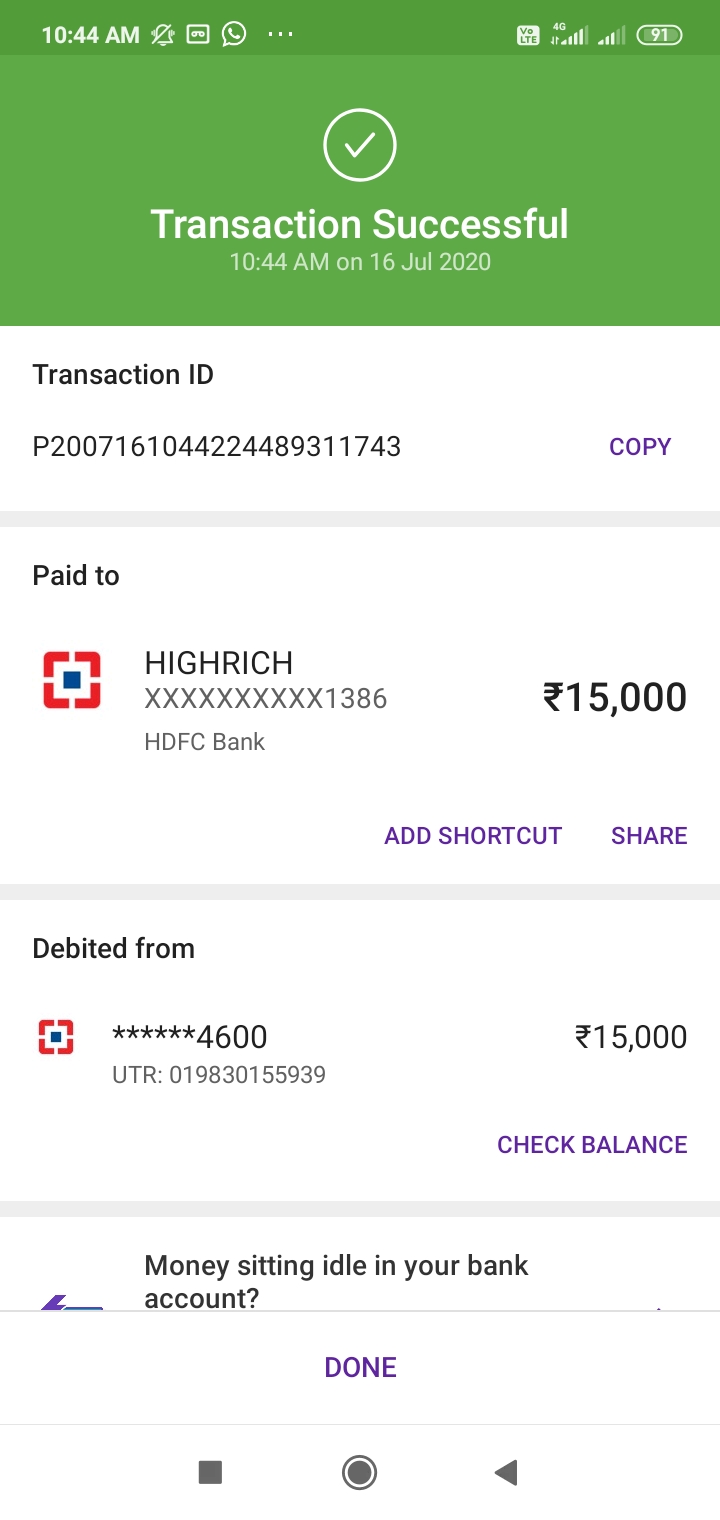 10:44 AM ...
Vo LTE 4G 91
Transaction Successful
10:44 AM on 16 Jul 2020
Transaction ID
P2007161044224489311743 COPY
Paid to
HIGHRICH
XXXXXXXXXX1386 ₹15,000
HDFC Bank
ADD SHORTCUT SHARE
Debited from
******4600 ₹15,000
UTR: 019830155939
CHECK BALANCE
Money sitting idle in your bank
account?
DONE